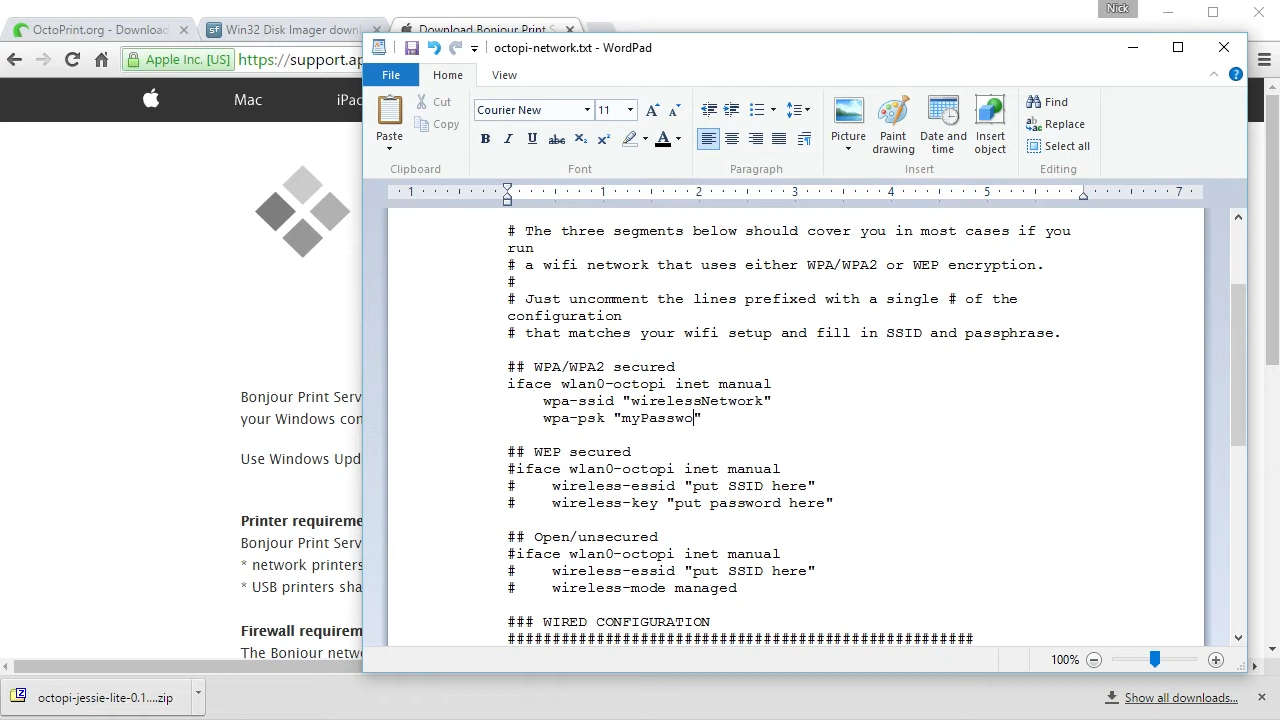 Nick
OctoPrint.org - Download
Win32 Disk Imager down
Download Bonjour Print S
Apple Inc. [US]
https://support.ap
Mac
iPad
octopi-network.txt - WordPad
File
Home
View
Paste
Cut
Copy
Clipboard
Courier New
11
Font
Paragraph
Picture
Paint drawing
Date and time
Insert object
Insert
Find
Replace
Select all
Editing
1 1 2 3 4 5 7
# The three segments below should cover you in most cases if you
run
# a wifi network that uses either WPA/WPA2 or WEP encryption.
#
# Just uncomment the lines prefixed with a single # of the
configuration
# that matches your wifi setup and fill in SSID and passphrase.
## WPA/WPA2 secured
iface wlan0-octopi inet manual
wpa-ssid "wirelessNetwork"
wpa-psk "myPasswo"
## WEP secured
#iface wlan0-octopi inet manual
# wireless-essid "put SSID here"
# wireless-key "put password here"
## Open/unsecured
#iface wlan0-octopi inet manual
# wireless-essid "put SSID here"
# wireless-mode managed
### WIRED CONFIGURATION
#####################################################
Bonjour Print Serv
your Windows con
Use Windows Upd
Printer requireme
Bonjour Print Serv
* network printers
* USB printers sha
Firewall requirem
The Bonjour netw
100%
octopi-jessie-lite-0.1....zip
Show all downloads...